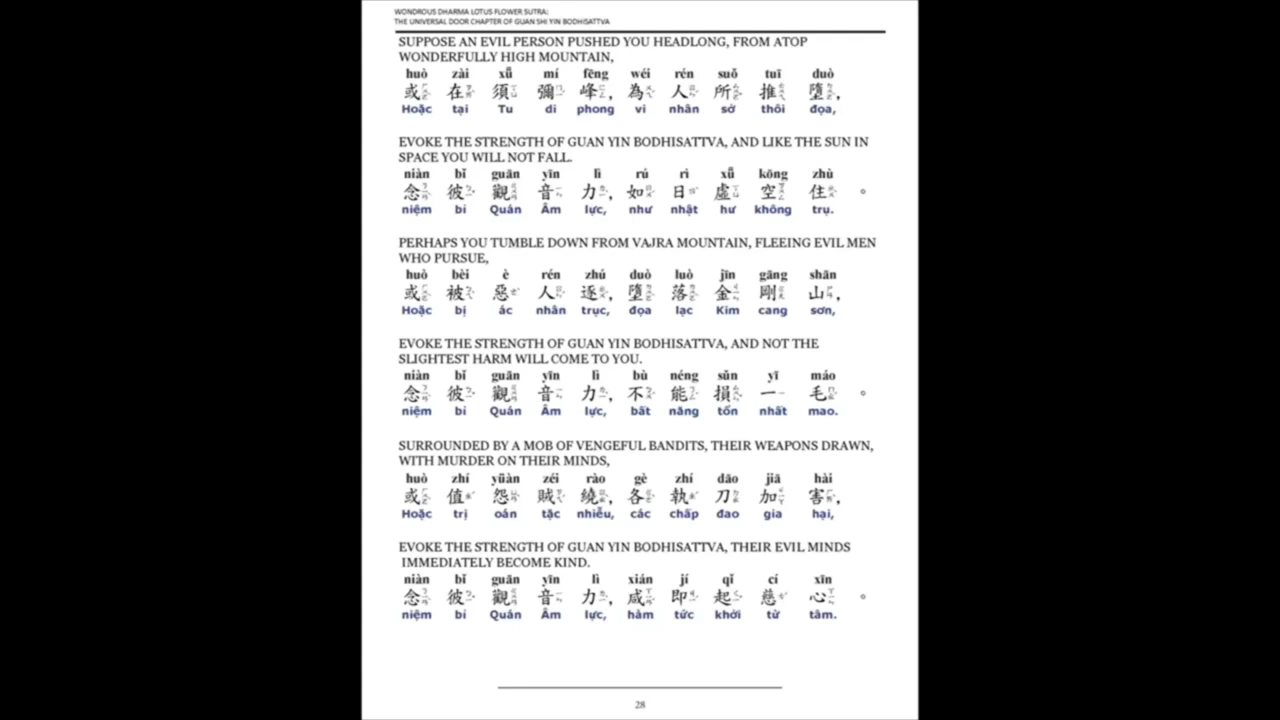 WONDROUS DHARMA LOTUS FLOWER SUTRA;
THE UNIVERSAL DOOR CHAPTER OF GUAN SHI YIN BODHISATTVA
SUPPOSE AN EVIL PERSON PUSHED YOU HEADLONG, FROM ATOP
WONDERFULLY HIGH MOUNTAIN,
huò zài xǖ mí fēng wéi rén suǒ tuī duò
或在須彌峰，為人所推墮，
Hoặc tại Tu di phong vi nhân sở thôi đọa,
EVOKE THE STRENGTH OF GUAN YIN BODHISATTVA, AND LIKE THE SUN IN
SPACE YOU WILL NOT FALL.
niàn bǐ guān yīn lì rú rì xǖ kōng zhù
念彼觀音力，如日虛空住。
niệm bỉ Quán Âm lực, như nhật hư không trụ.
PERHAPS YOU TUMBLE DOWN FROM VAJRA MOUNTAIN, FLEEING EVIL MEN
WHO PURSUE,
huò bèi è rén zhú duò luò jīn gāng shān
或被惡人逐，墮落金剛山，
Hoặc bị ác nhân trục, đọa lạc Kim cang sơn,
EVOKE THE STRENGTH OF GUAN YIN BODHISATTVA, AND NOT THE
SLIGHTEST HARM WILL COME TO YOU.
niàn bǐ guān yīn lì bù néng sǔn yī máo
念彼觀音力，不能損一毛。
niệm bỉ Quán Âm lực, bất năng tổn nhất mao.
SURROUNDED BY A MOB OF VENGEFUL BANDITS, THEIR WEAPONS DRAWN,
WITH MURDER ON THEIR MINDS,
huò zhí yüàn zéi rào gè zhí dāo jiā hài
或值怨賊繞，各執刀加害，
Hoặc trị oán tặc nhiễu, các chấp đao gia hại,
EVOKE THE STRENGTH OF GUAN YIN BODHISATTVA, THEIR EVIL MINDS
IMMEDIATELY BECOME KIND.
niàn bǐ guān yīn lì xián jí qǐ cí xīn
念彼觀音力，咸即起慈心。
niệm bỉ Quán Âm lực, hàm tức khởi từ tâm.
28